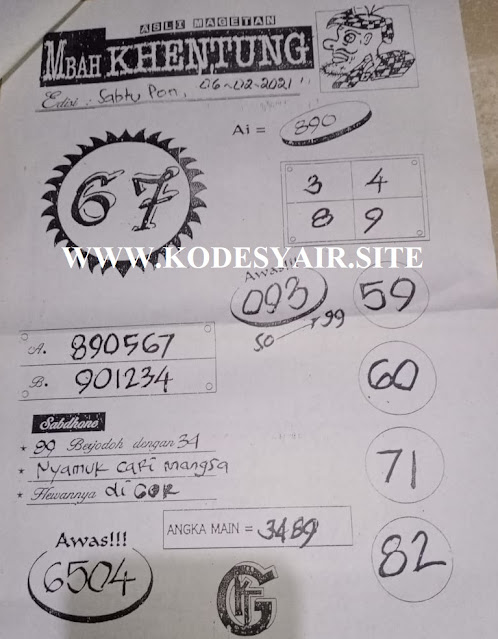 ASLI MAGETAN
MBAH KHENTUNG
Edisi : Sabtu Pon, 06-02-2021
Ai = 890
67
3 4
8 9
WWW.KODESYAIR.SITE
Awas!!!
093
50 r99
59
A. 890567
B. 901234
60
Sabdhone
* 99 Berjodoh dengan 34
* Nyamuk cari mangsa
* Hewannya di GOR
71
Awas!!!
6504
ANGKA MAIN = 3489
82